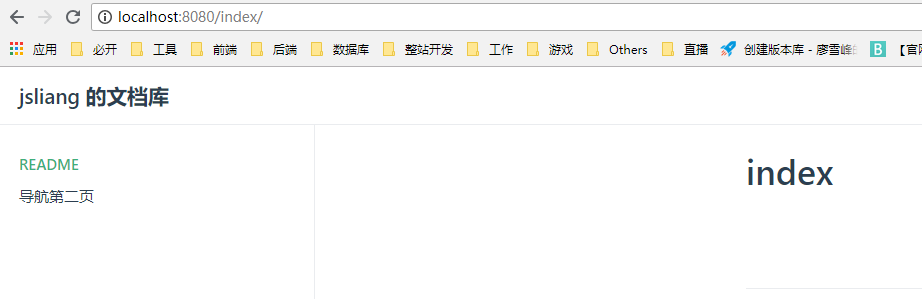 localhost:8080/index/
应用 必开 工具 前端 后端 数据库 整站开发 工作 游戏 Others 直播 创建版本库 - 廖雪峰 B 【官
jsliang 的文档库
README
导航第二页
index